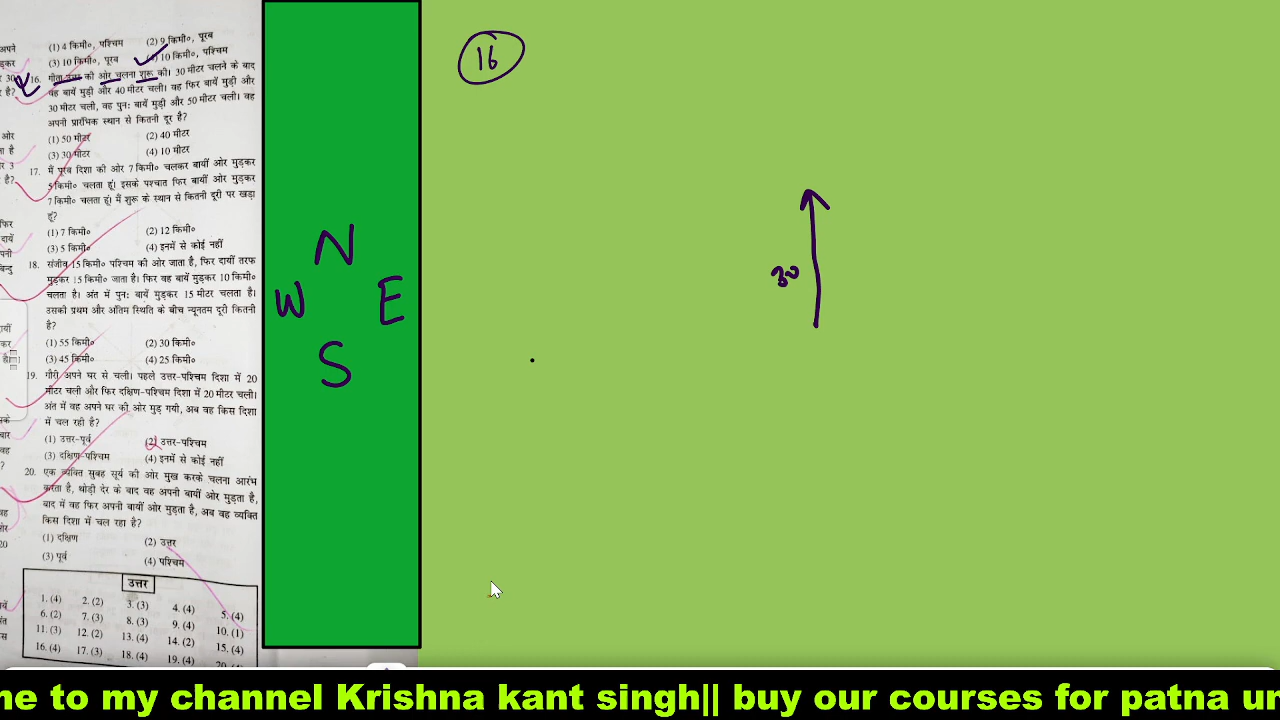 अपने
(1) 4 किमी०, पश्चिम (2) 9 किमी०, पूरब
(3) 10 किमी०, पूरब 10 किमी०, पश्चिम
16. गीता उत्तर की ओर चलना शुरू की। 30 मीटर चलने के बाद
वह बायें मुड़ी और 40 मीटर चली। वह फिर बायें मुड़ी और
30 मीटर चली, वह पुन: बायें मुड़ी और 50 मीटर चली। वह
अपनी प्रारंभिक स्थान से कितनी दूर है?
(1) 50 मीटर (2) 40 मीटर
(3) 30 मीटर (4) 10 मीटर
17. मैं पूरब दिशा की ओर 7 किमी० चलकर बायीं ओर मुड़कर
5 किमी० चलता हूं। इसके पश्चात फिर बायीं ओर मुड़कर
7 किमी० चलता हूं। मैं शुरू के स्थान से कितनी दूरी पर खड़ा
हूं?
(1) 7 किमी० (2) 12 किमी०
(3) 5 किमी० (4) इनमें से कोई नहीं
18. संजीव 15 किमी० पश्चिम की ओर जाता है, फिर दायीं तरफ
मुड़कर 15 किमी० जाता है। फिर वह बायें मुड़कर 10 किमी०
चलता है। अंत में पुन: बायें मुड़कर 15 मीटर चलता है।
उसकी प्रथम और अंतिम स्थिति के बीच न्यूनतम दूरी कितनी
है?
(1) 55 किमी० (2) 30 किमी०
(3) 45 किमी० (4) 25 किमी०
19. गौरी अपने घर से चली। पहले उत्तर-पश्चिम दिशा में 20
मीटर चली और फिर दक्षिण-पश्चिम दिशा में 20 मीटर चली।
अंत में वह अपने घर की ओर मुड़ गयी, अब वह किस दिशा
में चल रही है?
(1) उत्तर-पूर्व (2) उत्तर-पश्चिम
(3) दक्षिण-पश्चिम (4) इनमें से कोई नहीं
20. एक व्यक्ति सुबह सूर्य की ओर मुख करके चलना आरंभ
करता है, थोड़ी देर के बाद वह अपनी बायीं ओर मुड़ता है,
बाद में वह फिर अपनी बायीं ओर मुड़ता है, अब वह व्यक्ति
किस दिशा में चल रहा है?
(1) दक्षिण (2) उत्तर
(3) पूर्व (4) पश्चिम
उत्तर
1. (4) 2. (2) 3. (3) 4. (4) 5. (4)
6. (2) 7. (3) 8. (3) 9. (4) 10. (1)
11. (3) 12. (2) 13. (4) 14. (2) 15. (4)
16. (4) 17. (3) 18. (4) 19. (4)
N
W E
S
16
30
me to my channel Krishna kant singh|| buy our courses for patna un